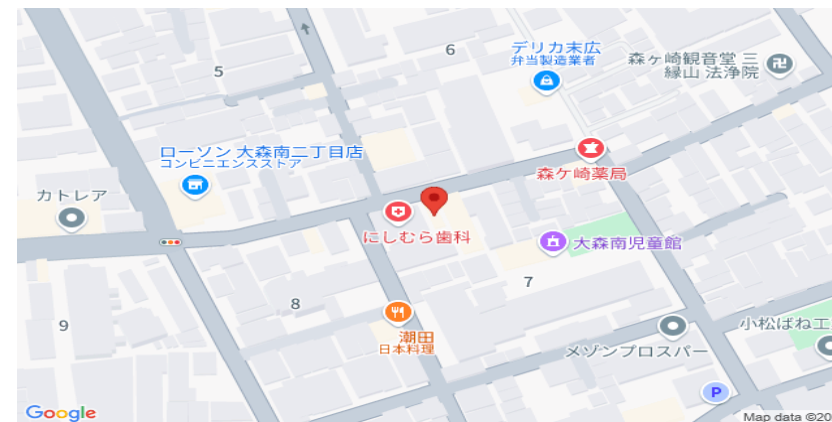 6
デリカ末広
弁当製造業者
森ヶ崎観音堂 三
縁山 法浄院
5
ローソン 大森南二丁目店
コンビニエンスストア
森ケ崎薬局
カトレア
にしむら歯科
大森南児童館
7
8
9
潮田
日本料理
小松ばね工
メゾンプロスパー
P
Google
Map data ©20